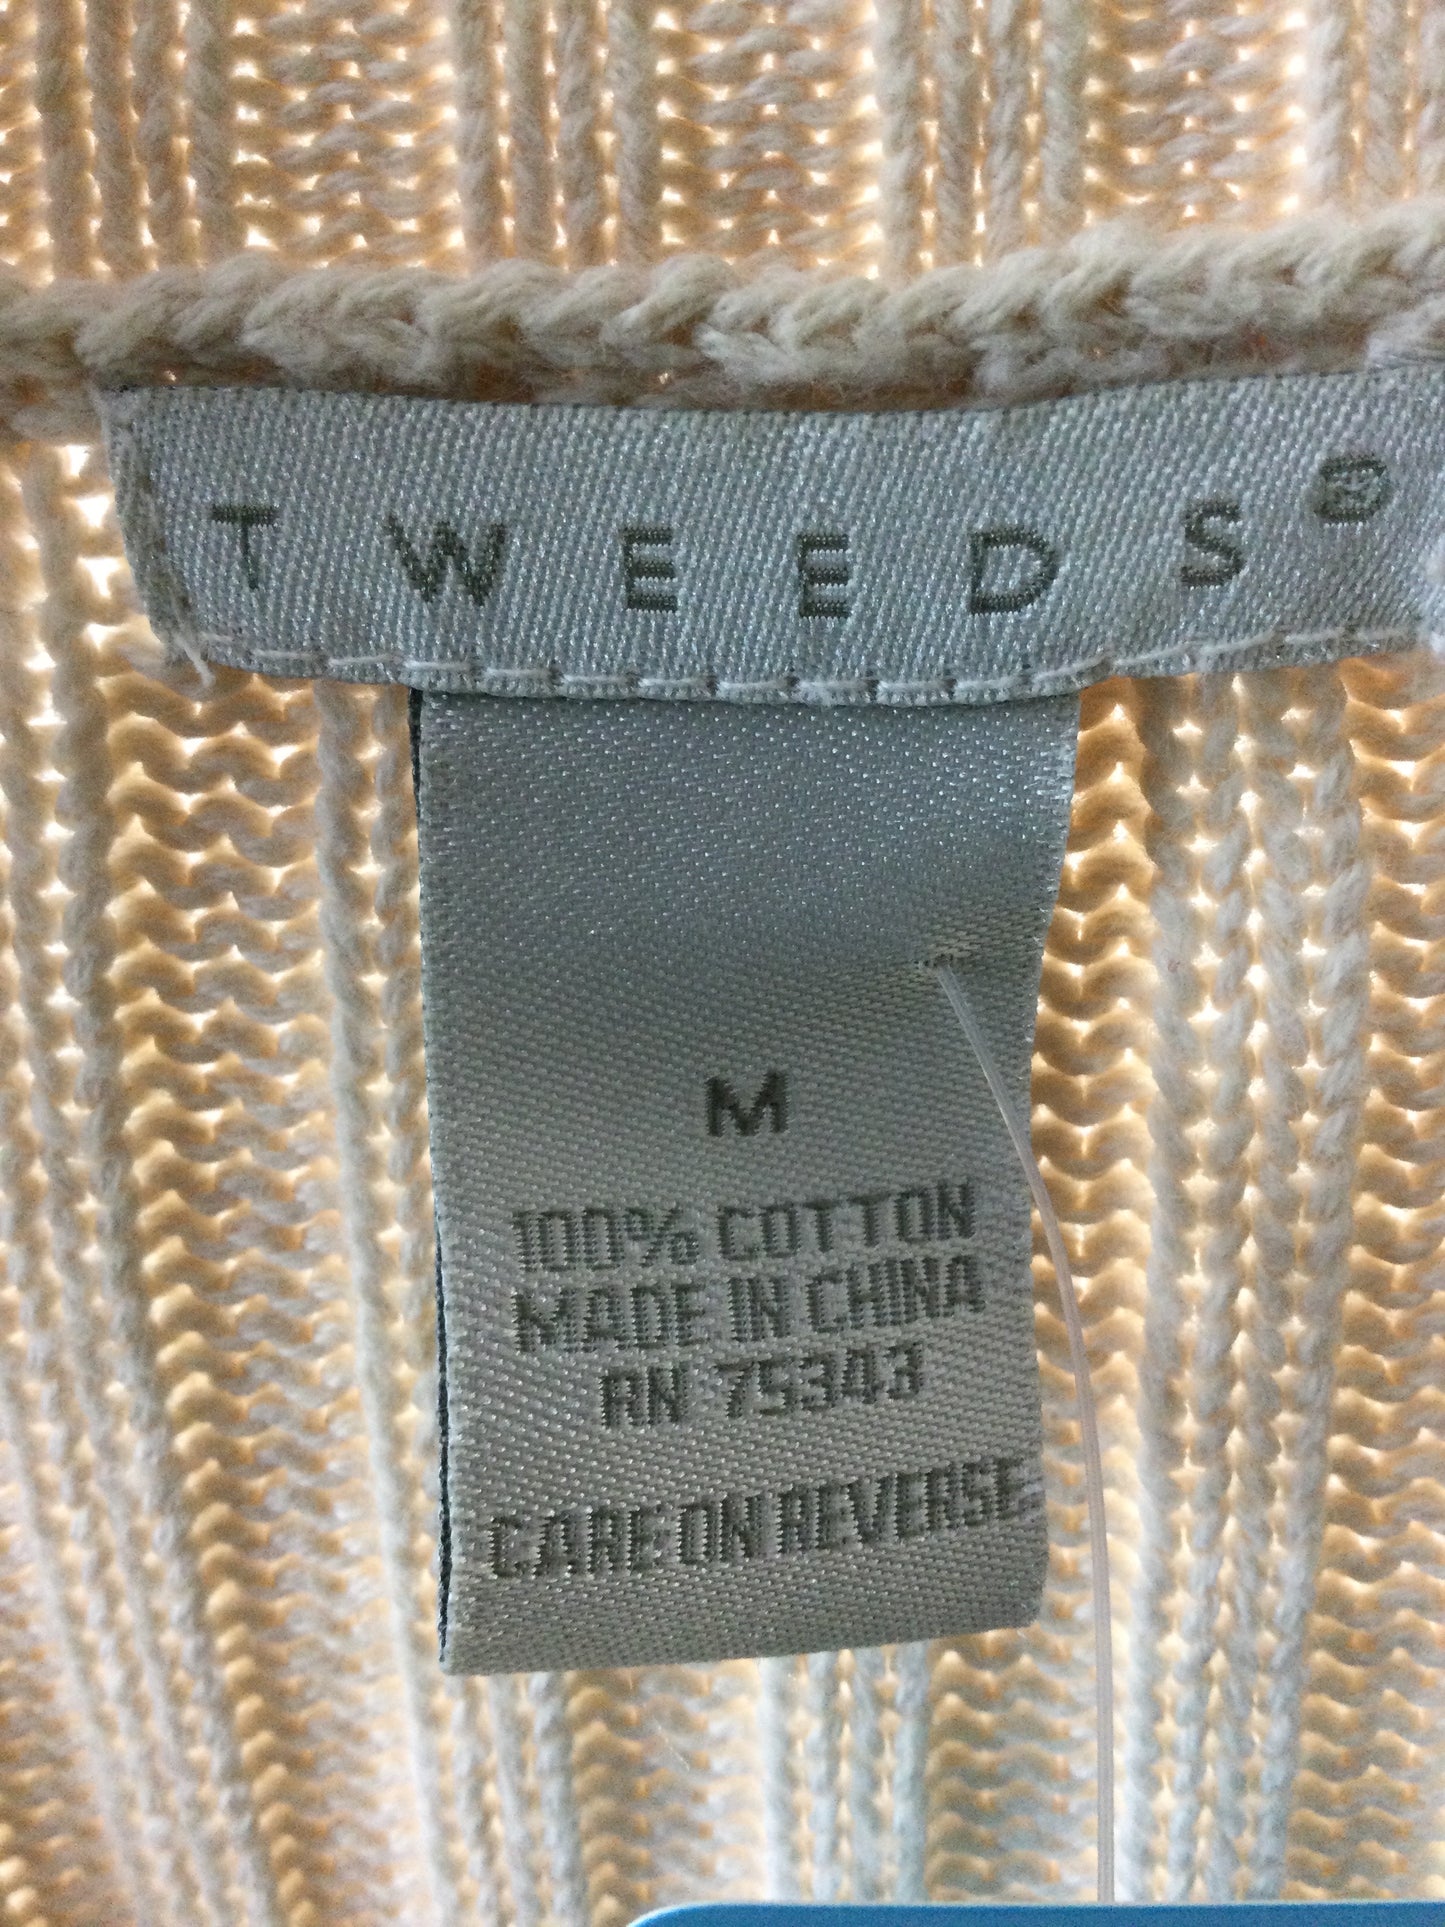 TWEEDS®
M
100% COTTON
MADE IN CHINA
RN 75343
CARE ON REVERSE